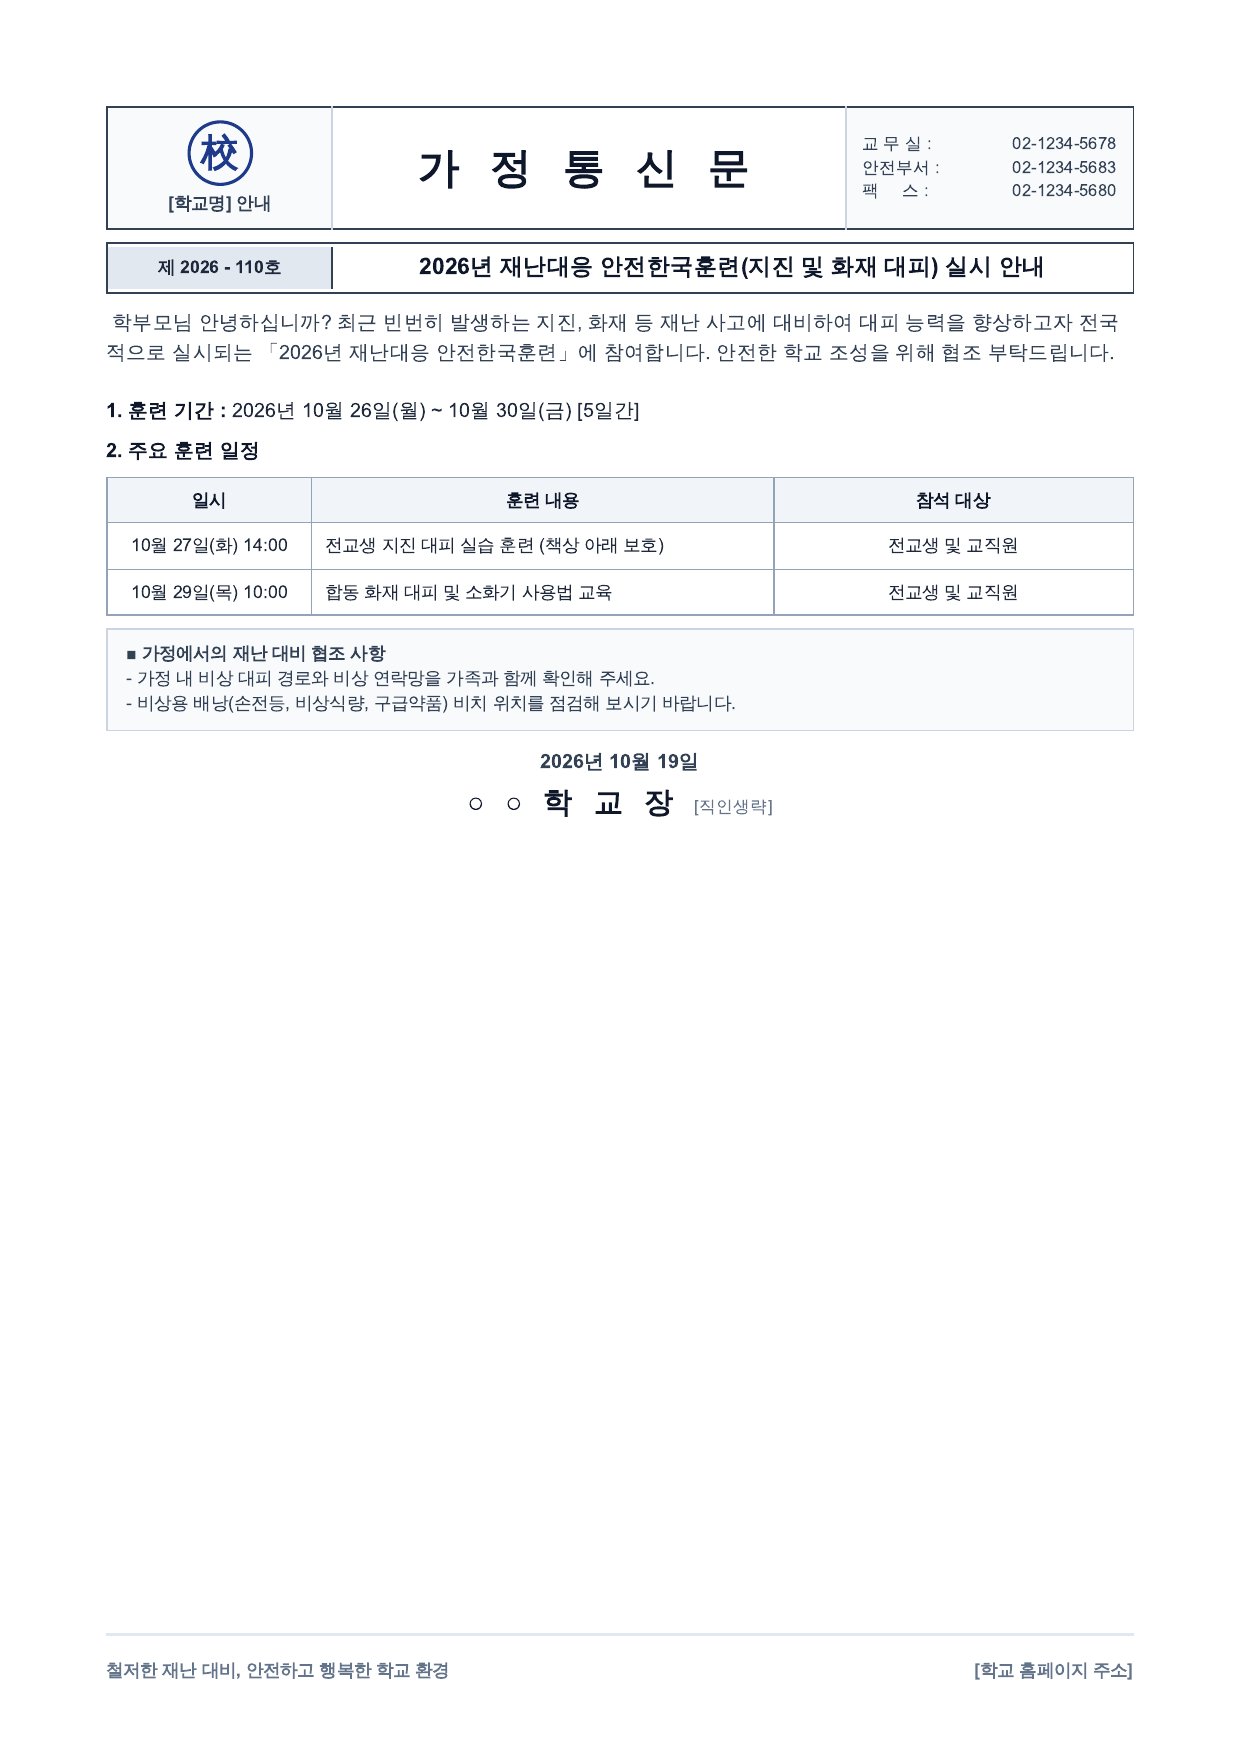 校
[학교명] 안내
가 정 통 신 문
교 무 실 : 02-1234-5678
안전부서 : 02-1234-5683
팩 스 : 02-1234-5680
제 2026 - 110호
2026년 재난대응 안전한국훈련(지진 및 화재 대피) 실시 안내
학부모님 안녕하십니까? 최근 빈번히 발생하는 지진, 화재 등 재난 사고에 대비하여 대피 능력을 향상하고자 전국
적으로 실시되는 「2026년 재난대응 안전한국훈련」에 참여합니다. 안전한 학교 조성을 위해 협조 부탁드립니다.
1. 훈련 기간 : 2026년 10월 26일(월) ~ 10월 30일(금) [5일간]
2. 주요 훈련 일정
일시 훈련 내용 참석 대상
10월 27일(화) 14:00 전교생 지진 대피 실습 훈련 (책상 아래 보호) 전교생 및 교직원
10월 29일(목) 10:00 합동 화재 대피 및 소화기 사용법 교육 전교생 및 교직원
■ 가정에서의 재난 대비 협조 사항
- 가정 내 비상 대피 경로와 비상 연락망을 가족과 함께 확인해 주세요.
- 비상용 배낭(손전등, 비상식량, 구급약품) 비치 위치를 점검해 보시기 바랍니다.
2026년 10월 19일
○ ○ 학 교 장 [직인생략]
철저한 재난 대비, 안전하고 행복한 학교 환경
[학교 홈페이지 주소]